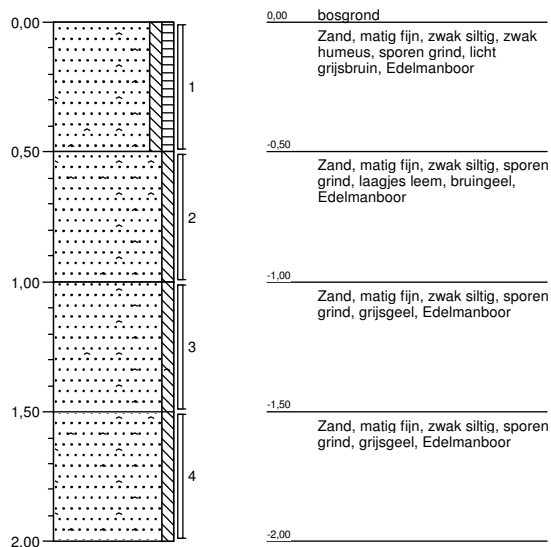 0,00
0,50
1,00
1,50
2,00
1
2
3
4
0,00 bosgrond
Zand, matig fijn, zwak siltig, zwak
humeus, sporen grind, licht
grijsbruin, Edelmanboor
-0,50
Zand, matig fijn, zwak siltig, sporen
grind, laagjes leem, bruingeel,
Edelmanboor
-1,00
Zand, matig fijn, zwak siltig, sporen
grind, grijsgeel, Edelmanboor
-1,50
Zand, matig fijn, zwak siltig, sporen
grind, grijsgeel, Edelmanboor
-2,00